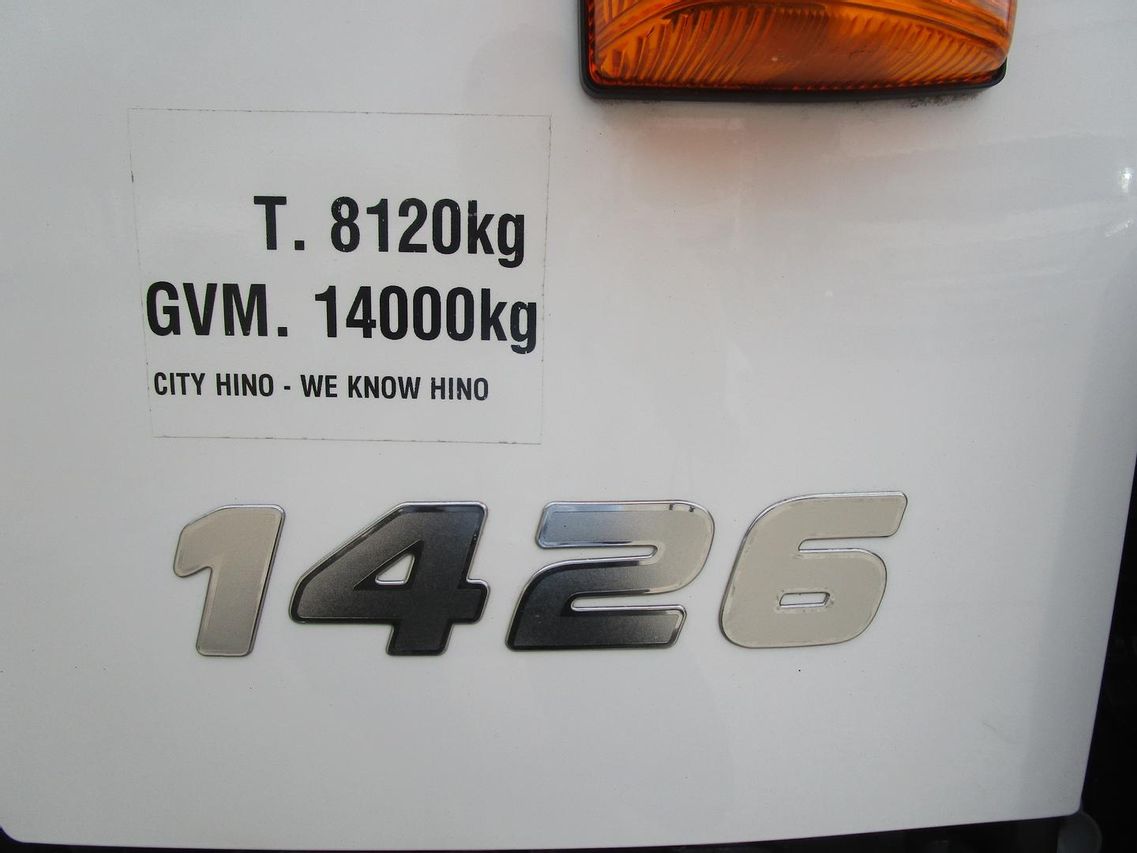 T. 8120kg
GVM. 14000kg
CITY HINO - WE KNOW HINO
1426